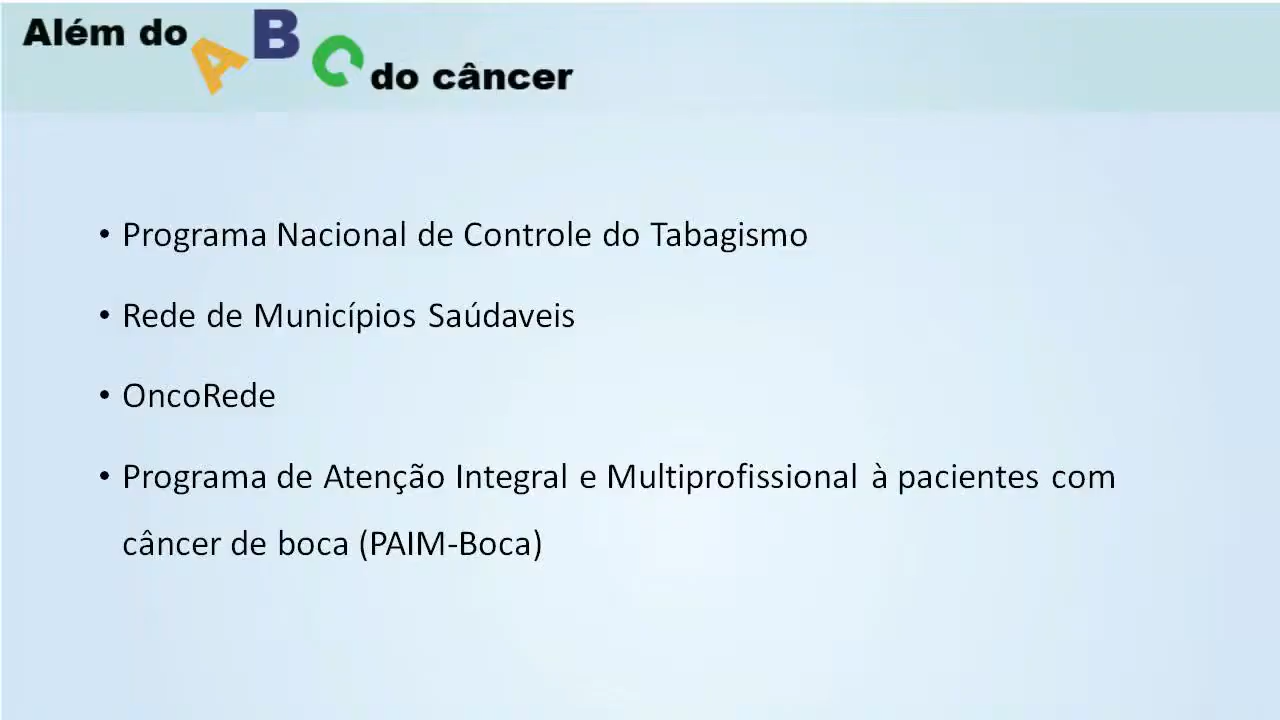 Além do ABC do câncer
• Programa Nacional de Controle do Tabagismo
• Rede de Municípios Saúdaveis
• OncoRede
• Programa de Atenção Integral e Multiprofissional à pacientes com
câncer de boca (PAIM-Boca)